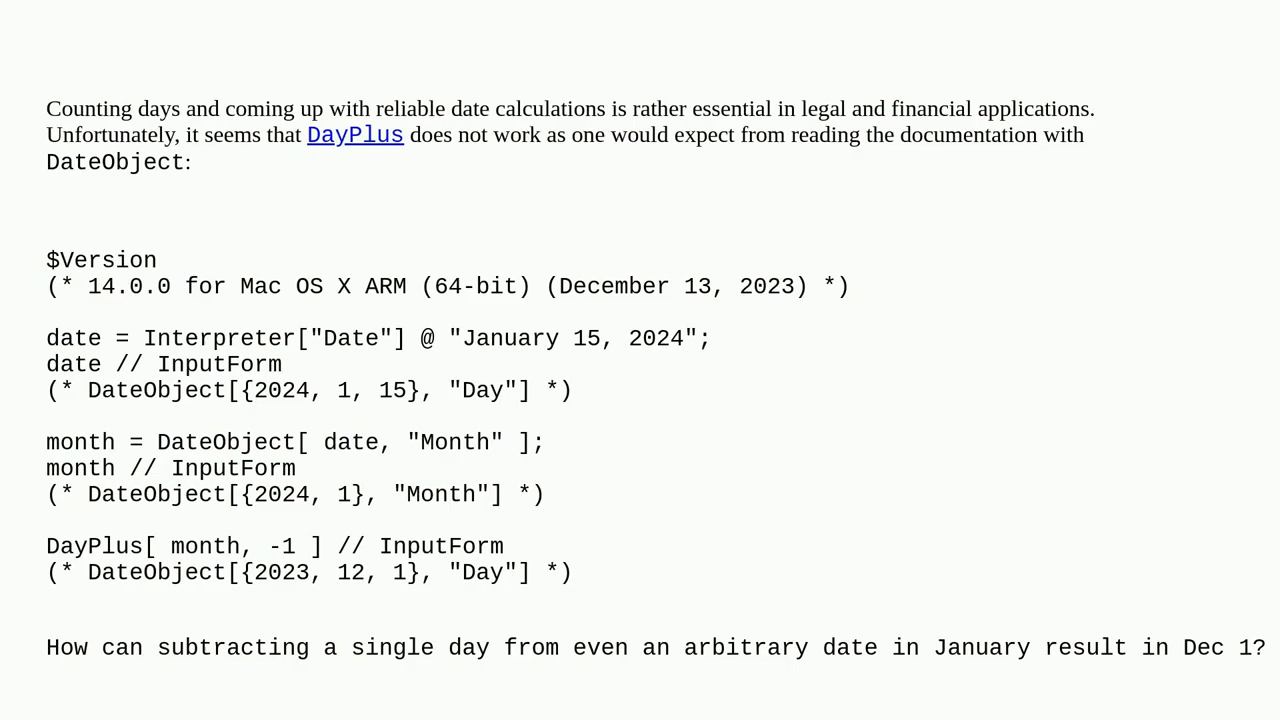 Counting days and coming up with reliable date calculations is rather essential in legal and financial applications.
Unfortunately, it seems that DayPlus does not work as one would expect from reading the documentation with
DateObject:
$Version
(* 14.0.0 for Mac OS X ARM (64-bit) (December 13, 2023) *)
date = Interpreter["Date"] @ "January 15, 2024";
date // InputForm
(* DateObject[{2024, 1, 15}, "Day"] *)
month = DateObject[ date, "Month" ];
month // InputForm
(* DateObject[{2024, 1}, "Month"] *)
DayPlus[ month, -1 ] // InputForm
(* DateObject[{2023, 12, 1}, "Day"] *)
How can subtracting a single day from even an arbitrary date in January result in Dec 1?